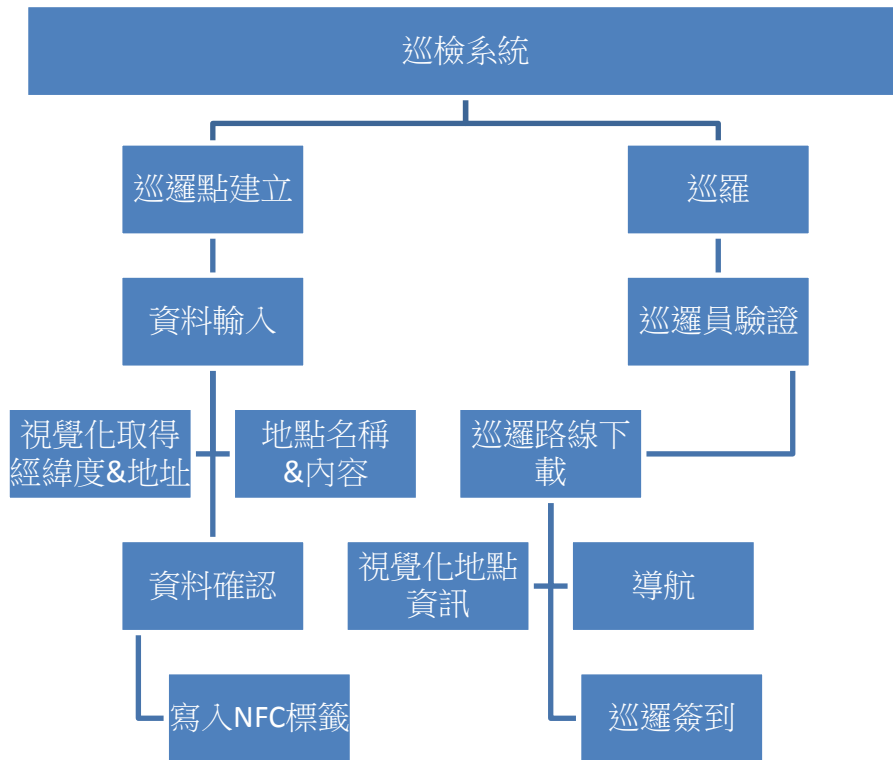 巡檢系統
巡邏點建立
巡羅
資料輸入
巡邏員驗證
視覺化取得
經緯度&地址
地點名稱
&內容
巡邏路線下
載
資料確認
視覺化地點
資訊
導航
寫入NFC標籤
巡邏簽到